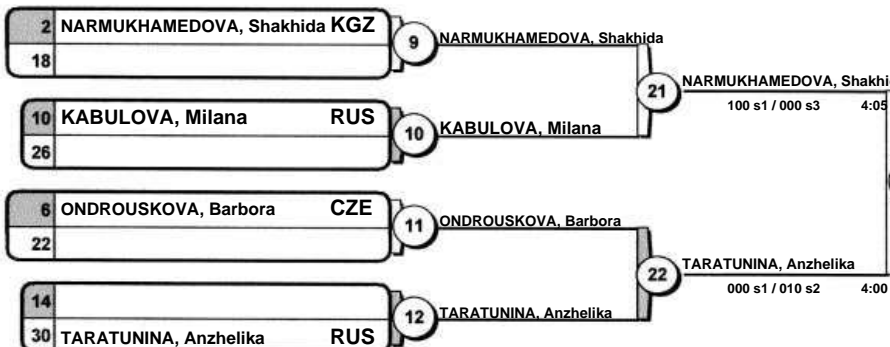 2 NARMUKHAMEDOVA, Shakhida KGZ
18
9
NARMUKHAMEDOVA, Shakhida
10 KABULOVA, Milana RUS
26
10
KABULOVA, Milana
21
NARMUKHAMEDOVA, Shakhi
100 s1 / 000 s3 4:05
6 ONDROUSKOVA, Barbora CZE
22
11
ONDROUSKOVA, Barbora
14
30 TARATUNINA, Anzhelika RUS
12
TARATUNINA, Anzhelika
22
TARATUNINA, Anzhelika
000 s1 / 010 s2 4:00